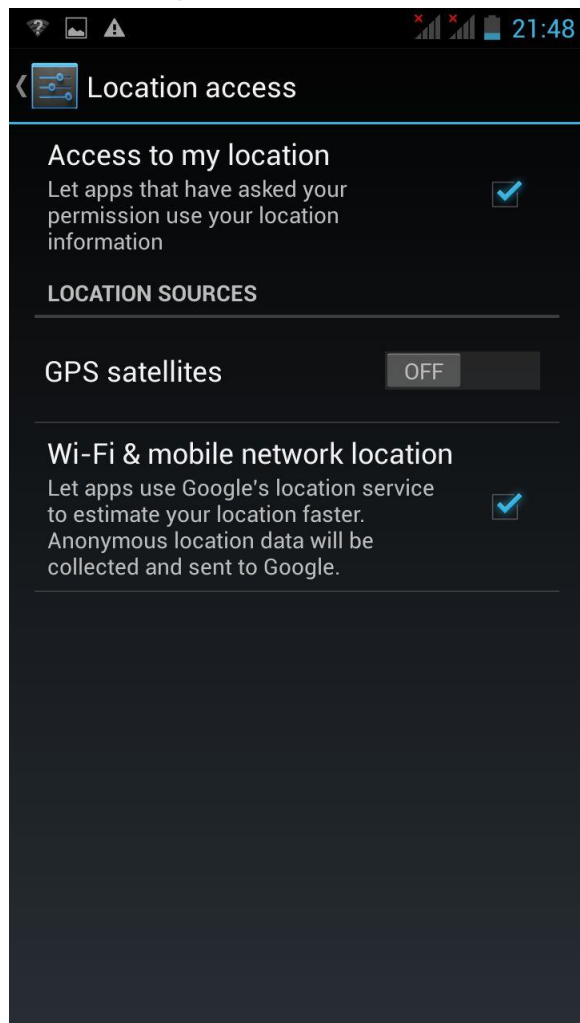 21:48
Location access
Access to my location
Let apps that have asked your
permission use your location
information
LOCATION SOURCES
GPS satellites
OFF
Wi-Fi & mobile network location
Let apps use Google's location service
to estimate your location faster.
Anonymous location data will be
collected and sent to Google.